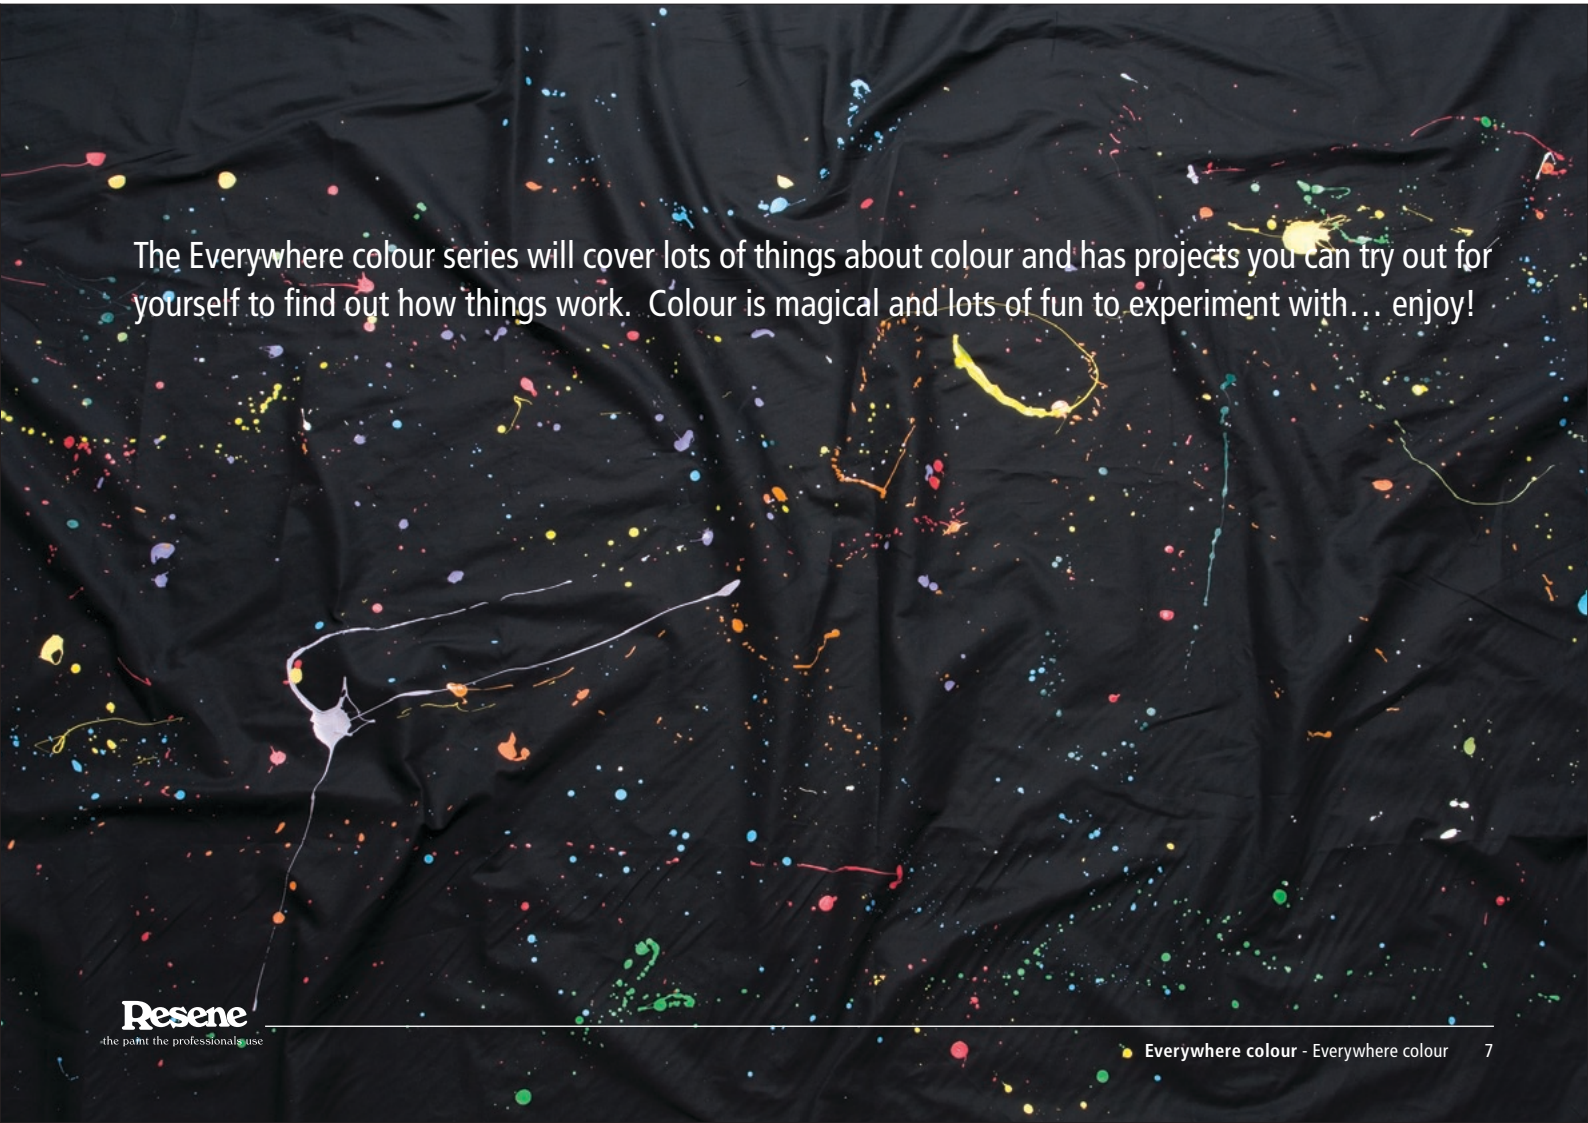 The Everywhere colour series will cover lots of things about colour and has projects you can try out for
yourself to find out how things work.  Colour is magical and lots of fun to experiment with… enjoy!
Resene
the paint the professionals use
Everywhere colour - Everywhere colour 7